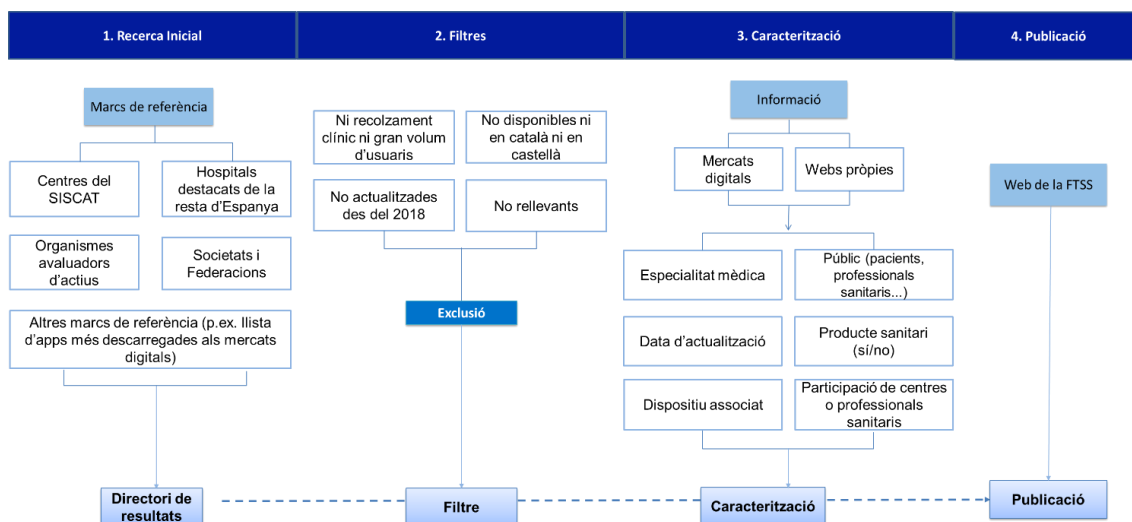 1. Recerca Inicial
2. Filtres
3. Caracterització
4. Publicació
Marcs de referència
Centres del
SISCAT
Hospitals
destacats de la
resta d'Espanya
Organismes
avaluadors
d'actius
Societats i
Federacions
Altres marcs de referència (p.ex. llista
d'apps més descarregades als mercats
digitals)
Directori de
resultats
Ni recolzament
clínic ni gran volum
d'usuaris
No disponibles ni
en català ni en
castellà
No actualitzades
des del 2018
No rellevants
Exclusió
Filtre
Informació
Mercats
digitals
Webs pròpies
Especialitat mèdica
Públic (pacients,
professionals
sanitaris...)
Data d'actualització
Producte sanitari
(sí/no)
Dispositiu associat
Participació de centres
o professionals
sanitaris
Caracterització
Web de la FTSS
Publicació